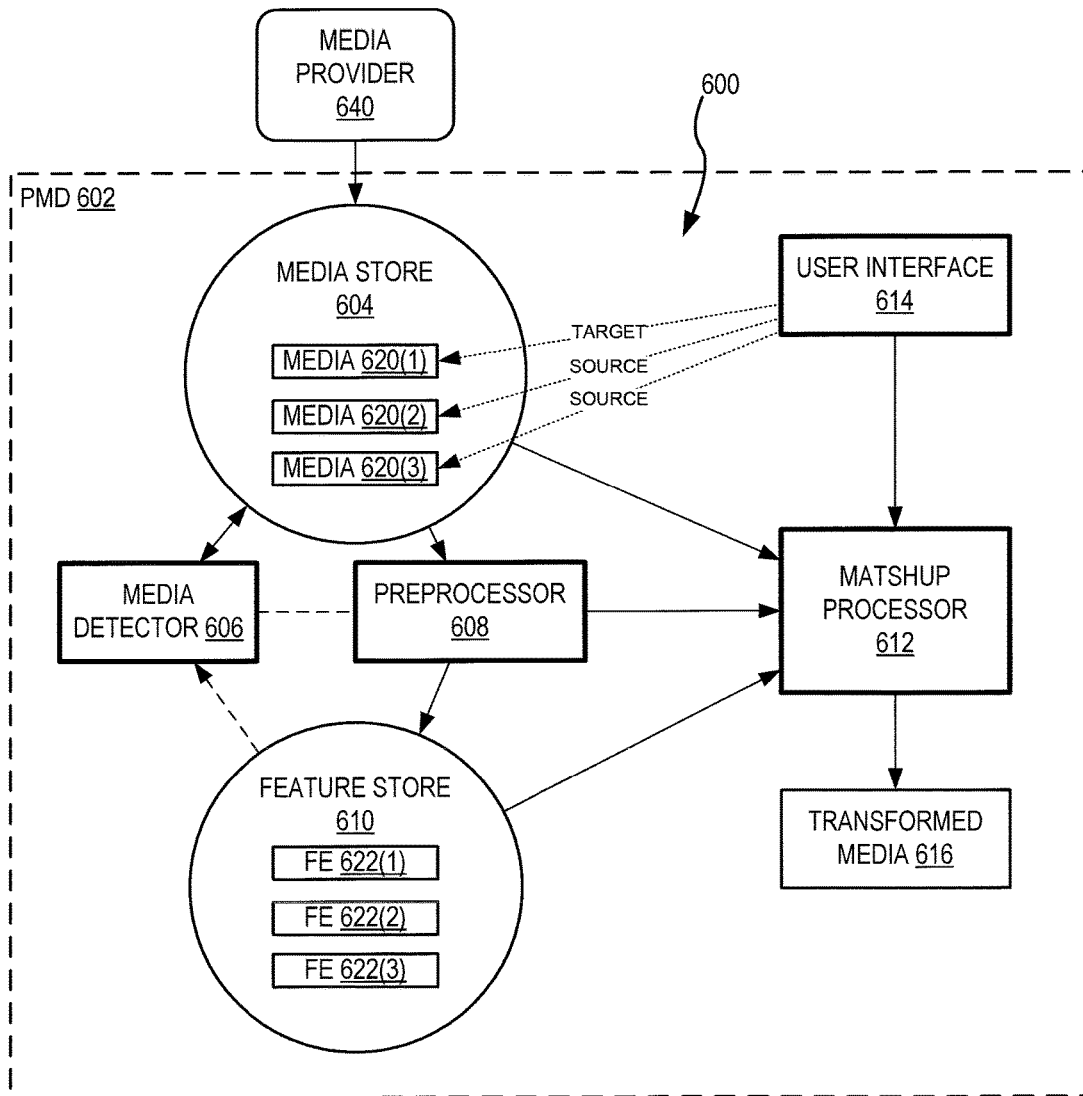 MEDIA
PROVIDER
640
600
PMD 602
MEDIA STORE
604
USER INTERFACE
614
TARGET
SOURCE
SOURCE
MEDIA 620(1)
MEDIA 620(2)
MEDIA 620(3)
MEDIA
DETECTOR 606
PREPROCESSOR
608
MATSHUP
PROCESSOR
612
FEATURE STORE
610
FE 622(1)
FE 622(2)
FE 622(3)
TRANSFORMED
MEDIA 616